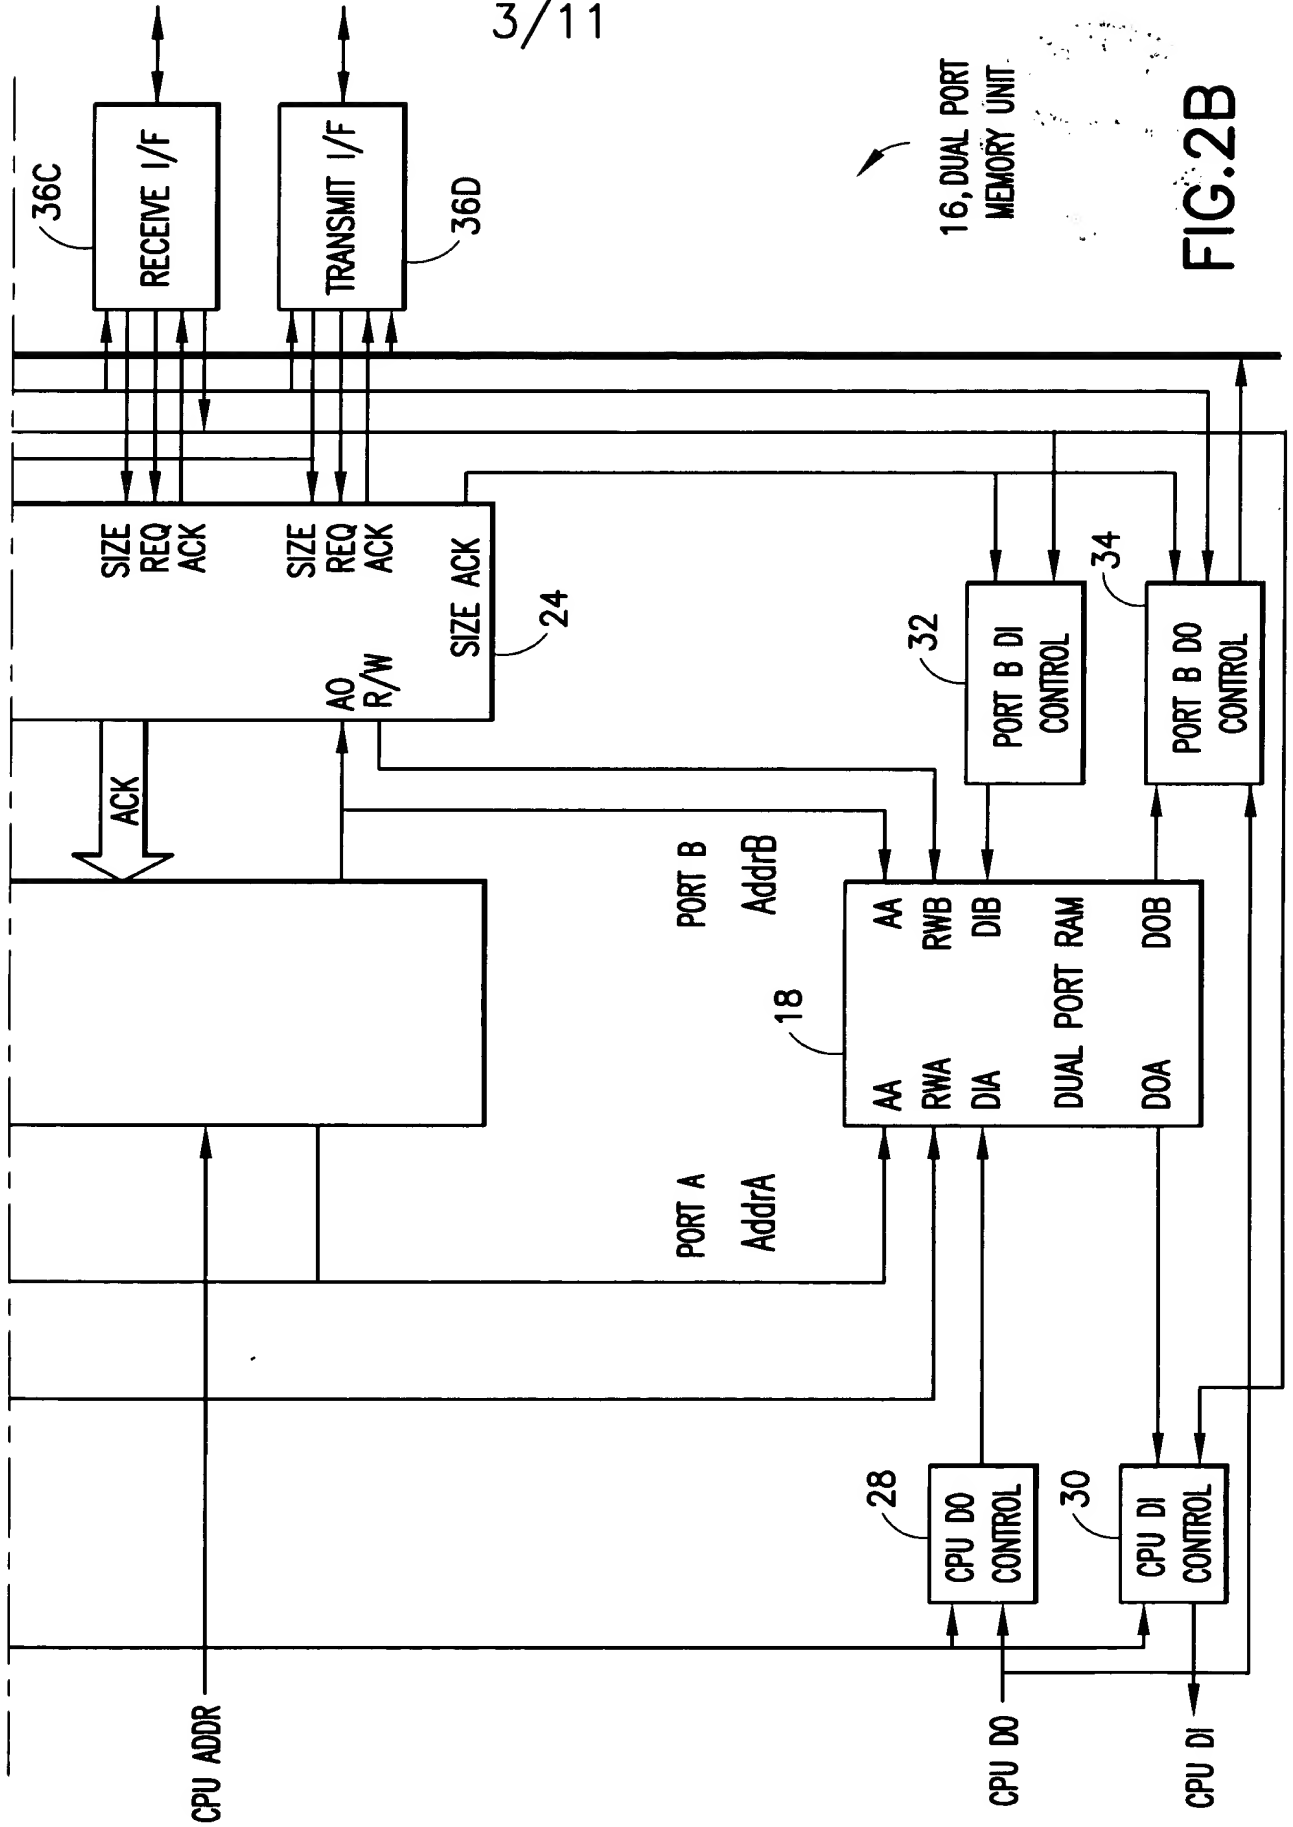 3/11
36C
RECEIVE I/F
TRANSMIT I/F
36D
16, DUAL PORT
MEMORY UNIT
FIG.2B
SIZE
REQ
ACK
SIZE
REQ
ACK
SIZE ACK
AO
R/W
24
ACK
32
PORT B DI
CONTROL
34
PORT B DO
CONTROL
PORT B
AddrB
PORT A
AddrA
18
AA
RWB
DIB
DOB
DUAL PORT RAM
AA
RWA
DIA
DOA
28
CPU DO
CONTROL
30
CPU DI
CONTROL
CPU ADDR
CPU DO
CPU DI